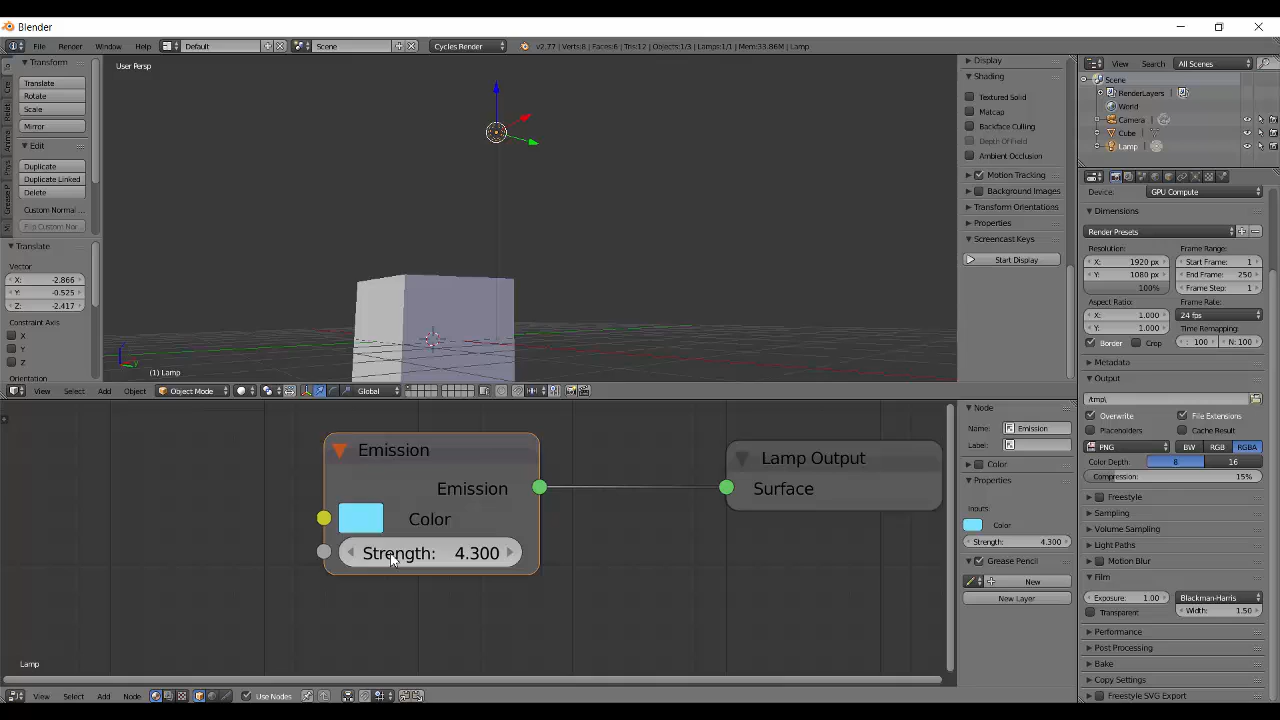 Blender
File Render Window Help Default Scene Cycles Render v2.77 | Verts:8 | Faces:6 | Tris:12 | Objects:1/3 | Lamps:1/1 | Mem:33.86M | Lamp
Transform
Translate
Rotate
Scale
Mirror
Edit
Duplicate
Duplicate Linked
Delete
Custom Normal ...
Flip Custom Nor
Translate
Vector
X: -2.866
Y: -0.525
Z: -2.417
Constraint Axis
X
Y
Z
Orientation
User Persp
(1) Lamp
View Select Add Object Object Mode Global
Display
Shading
Textured Solid
Matcap
Backface Culling
Depth Of Field
Ambient Occlusion
Motion Tracking
Background Images
Transform Orientations
Properties
Screencast Keys
Start Display
View Search All Scenes
Scene
RenderLayers
World
Camera
Cube
Lamp
Device: GPU Compute
Dimensions
Render Presets
Resolution: Frame Range:
X: 1920 px Start Frame: 1
Y: 1080 px End Frame: 250
100% Frame Step: 1
Aspect Ratio: Frame Rate:
X: 1.000 24 fps
Y: 1.000 Time Remapping:
Border Crop : 100 N: 100
Metadata
Output
/tmp\
Overwrite File Extensions
Placeholders Cache Result
PNG BW RGB RGBA
Color Depth: 8 16
Compression: 15%
Freestyle
Sampling
Volume Sampling
Light Paths
Motion Blur
Film
Exposure: 1.00 Blackman-Harris
Transparent Width: 1.50
Performance
Post Processing
Bake
Copy Settings
Freestyle SVG Export
Emission
Emission
Color
Strength: 4.300
Lamp Output
Surface
Lamp
View Select Add Node Use Nodes
Node
Name: Emission
Label:
Color
Properties
Inputs:
Color
Strength: 4.300
Grease Pencil
New
New Layer